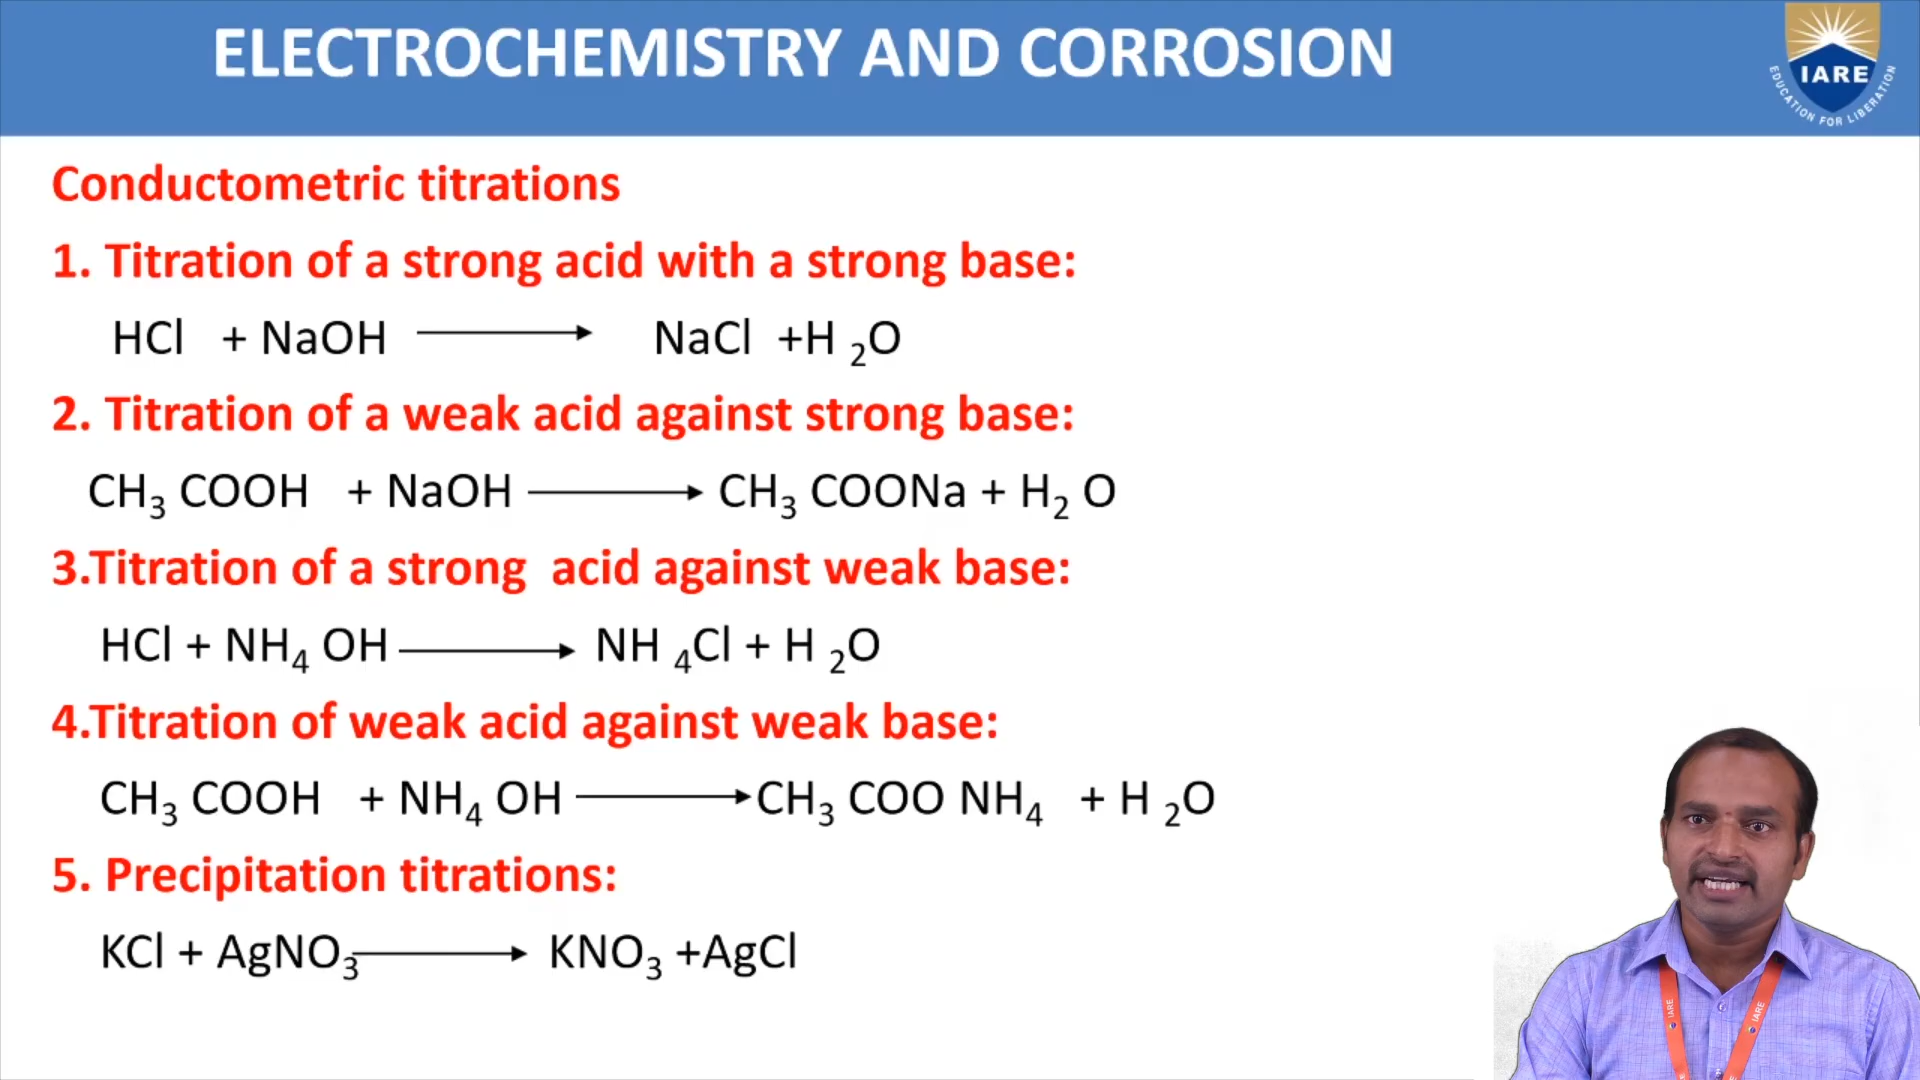 ELECTROCHEMISTRY AND CORROSION
IARE
EDUCATION FOR LIBERATION
Conductometric titrations
1. Titration of a strong acid with a strong base:
HCl + NaOH ⟶ NaCl +H ₂O
2. Titration of a weak acid against strong base:
CH₃ COOH + NaOH ⟶ CH₃ COONa + H₂ O
3.Titration of a strong acid against weak base:
HCl + NH₄ OH ⟶ NH ₄Cl + H ₂O
4.Titration of weak acid against weak base:
CH₃ COOH + NH₄ OH ⟶ CH₃ COO NH₄ + H ₂O
5. Precipitation titrations:
KCl + AgNO₃ ⟶ KNO₃ +AgCl
IARE
IARE